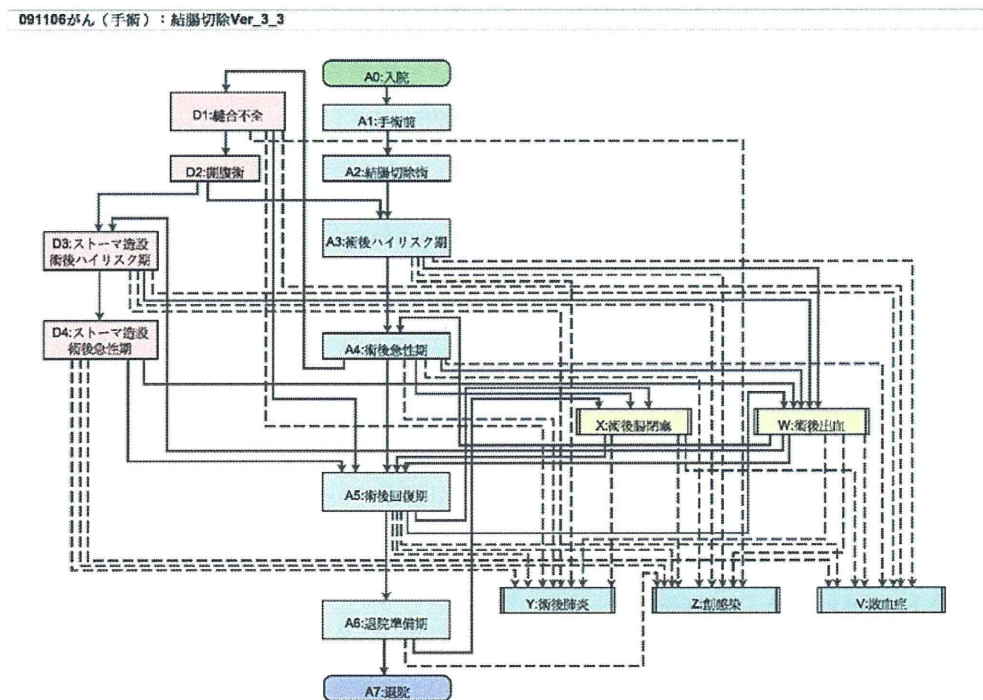 091106がん（手術）：結腸切除Ver_3_3
A0:入院
D1:縫合不全
A1:手術前
D2:開腹術
A2:結腸切除術
A3:術後ハイリスク期
D3:ストーマ造設
術後ハイリスク期
D4:ストーマ造設
術後急性期
A4:術後急性期
X:術後腸閉塞
W:術後出血
A5:術後回復期
Y:術後肺炎
Z:創感染
V:敗血症
A6:退院準備期
A7:退院